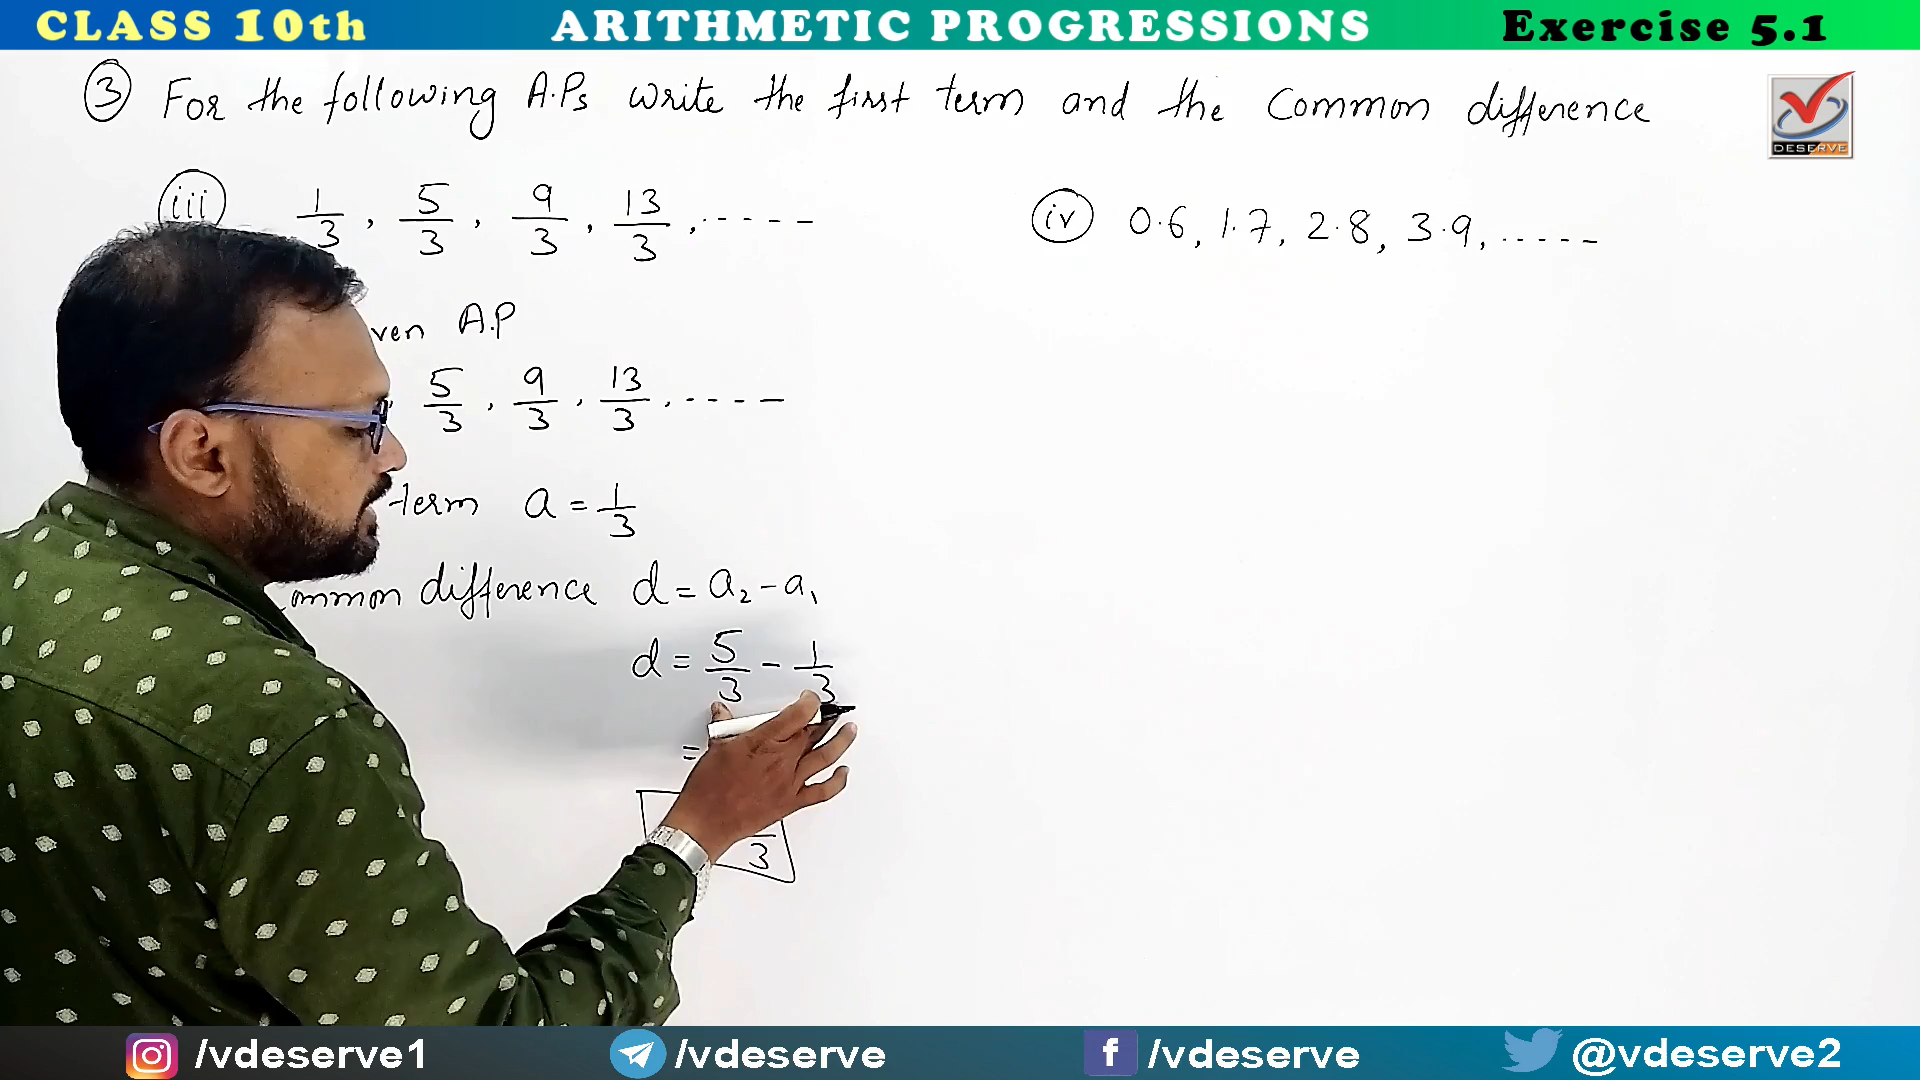 CLASS 10th ARITHMETIC PROGRESSIONS Exercise 5.1
3 For the following A.Ps write the first term and the Common difference
DESERVE
iii 1/3, 5/3, 9/3, 13/3, -----
iv 0.6, 1.7, 2.8, 3.9, -----
ven A.P
, 5/3, 9/3, 13/3, -----
term a = 1/3
ommon difference d = a₂ - a₁
d = 5/3 - 1/3
=
3
/vdeserve1 /vdeserve /vdeserve @vdeserve2